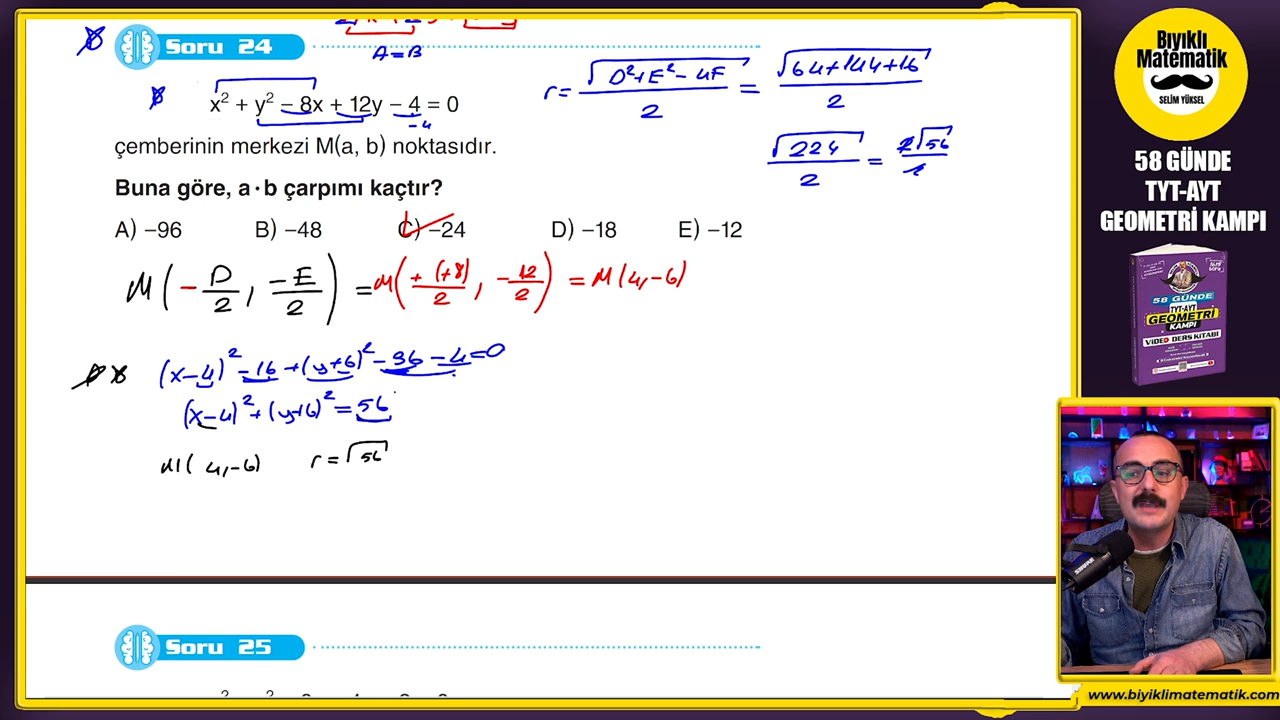 A=B
Soru 24
x² + y² − 8x + 12y − 4 = 0
−4
çemberinin merkezi M(a, b) noktasıdır.
Buna göre, a·b çarpımı kaçtır?
A) −96 B) −48 C) −24 D) −18 E) −12
r = √(D²+E²−4F) / 2 = √(64+144+16) / 2
√224 / 2 = 2√56 / 2
M(−D/2, −E/2) = M(+(+8)/2, −12/2) = M(4,−6)
(x−4)² −16 +(y+6)² −36 −4=0
(x−4)² + (y+6)² = 56
M(4,−6) r=√56
Soru 25
Bıyıklı
Matematik
SELİM YÜKSEL
58 GÜNDE
TYT-AYT
GEOMETRİ KAMPI
58 GÜNDE
TYT-AYT
GEOMETRİ
KAMPI
VİDEO DERS KİTABI
www.biyiklimatematik.com